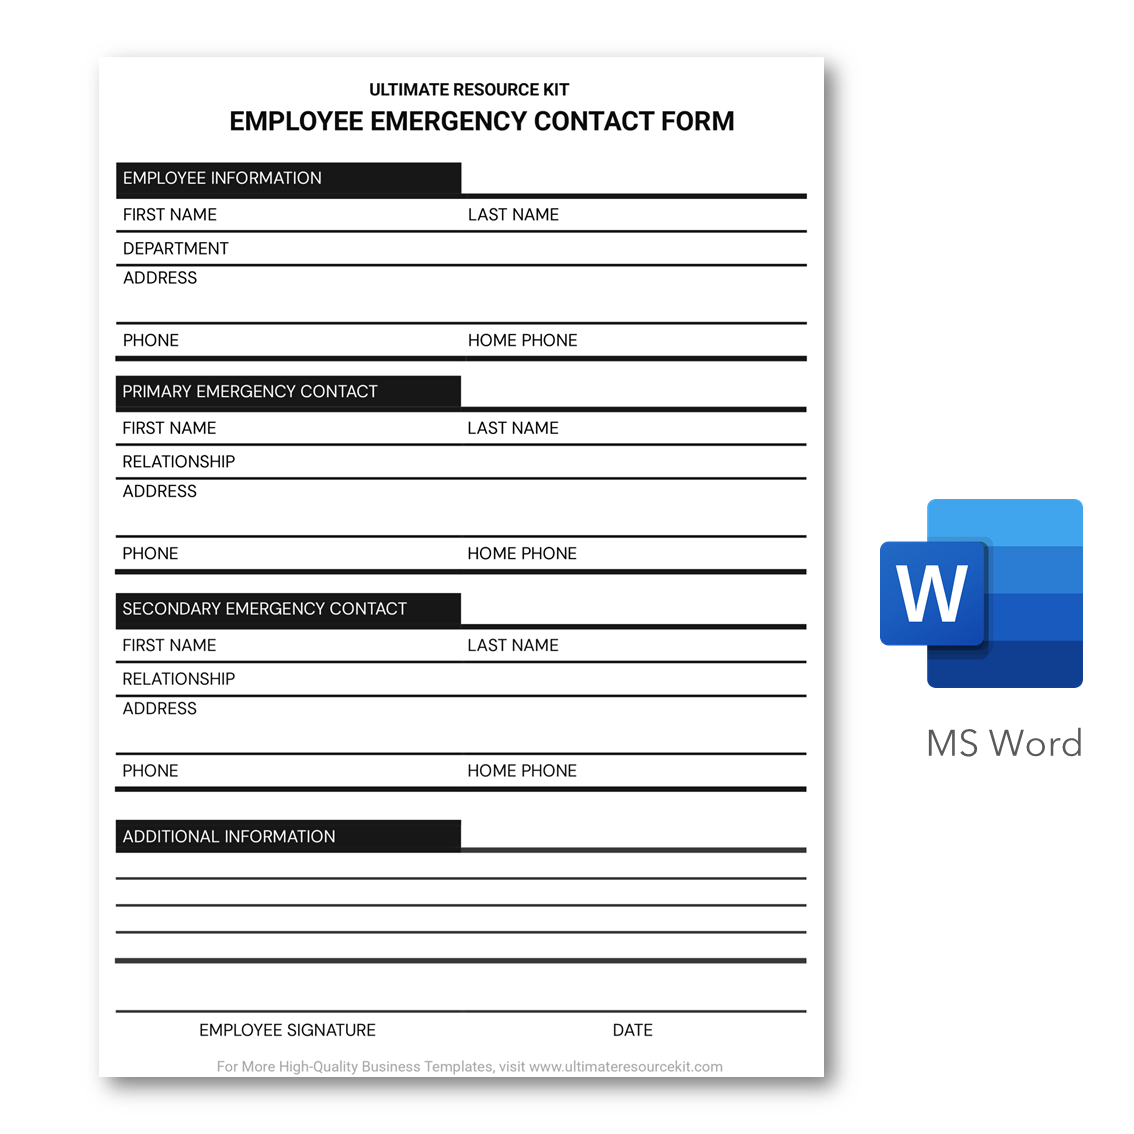 ULTIMATE RESOURCE KIT
EMPLOYEE EMERGENCY CONTACT FORM
EMPLOYEE INFORMATION
FIRST NAME LAST NAME
DEPARTMENT
ADDRESS
PHONE HOME PHONE
PRIMARY EMERGENCY CONTACT
FIRST NAME LAST NAME
RELATIONSHIP
ADDRESS
PHONE HOME PHONE
SECONDARY EMERGENCY CONTACT
FIRST NAME LAST NAME
RELATIONSHIP
ADDRESS
PHONE HOME PHONE
ADDITIONAL INFORMATION
EMPLOYEE SIGNATURE DATE
For More High-Quality Business Templates, visit www.ultimateresourcekit.com
W
MS Word